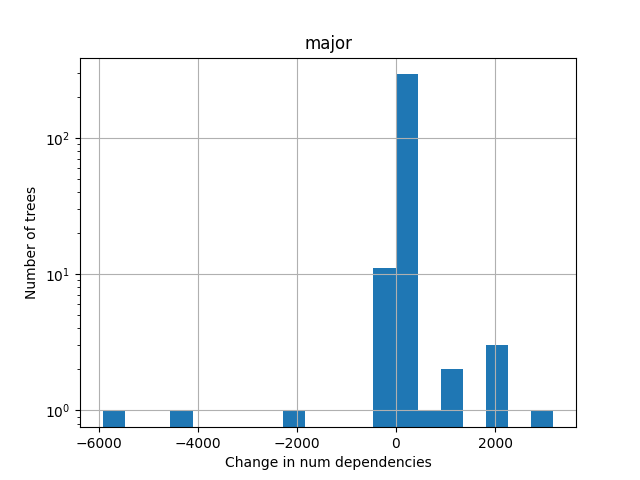 major
Number of trees
10²
10¹
10⁰
−6000 −4000 −2000 0 2000
Change in num dependencies